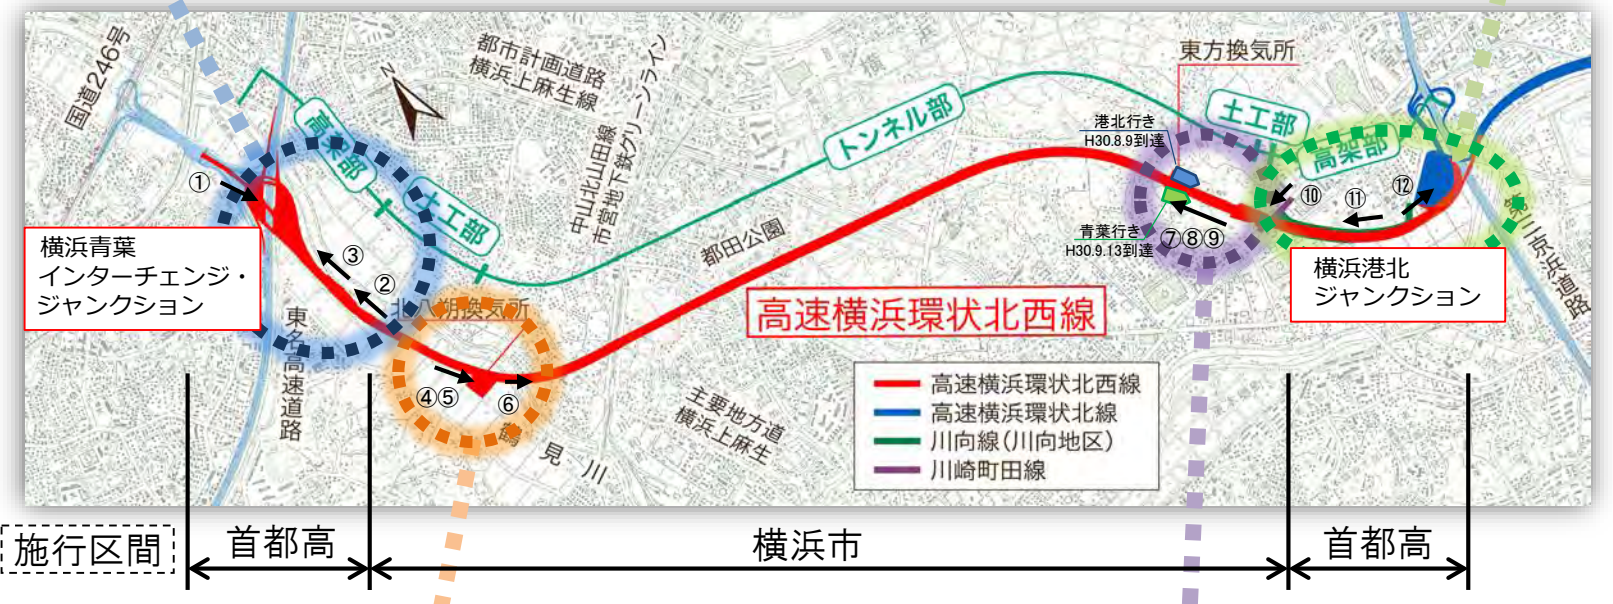 国道246号
都市計画道路
横浜上麻生線
中山北山田線
市営地下鉄グリーンライン
東方換気所
高架部
土工部
トンネル部
土工部
高架部
港北行き
H30.8.9到達
青葉行き
H30.9.13到達
①
②
③
④⑤
⑥
⑦⑧⑨
⑩
⑪
⑫
横浜青葉
インターチェンジ・
ジャンクション
北八朔換気所
都田公園
高速横浜環状北西線
横浜港北
ジャンクション
第三京浜道路
東名高速道路
鶴見川
主要地方道
横浜上麻生
高速横浜環状北西線
高速横浜環状北線
川向線(川向地区)
川崎町田線
N
施行区間
首都高
横浜市
首都高